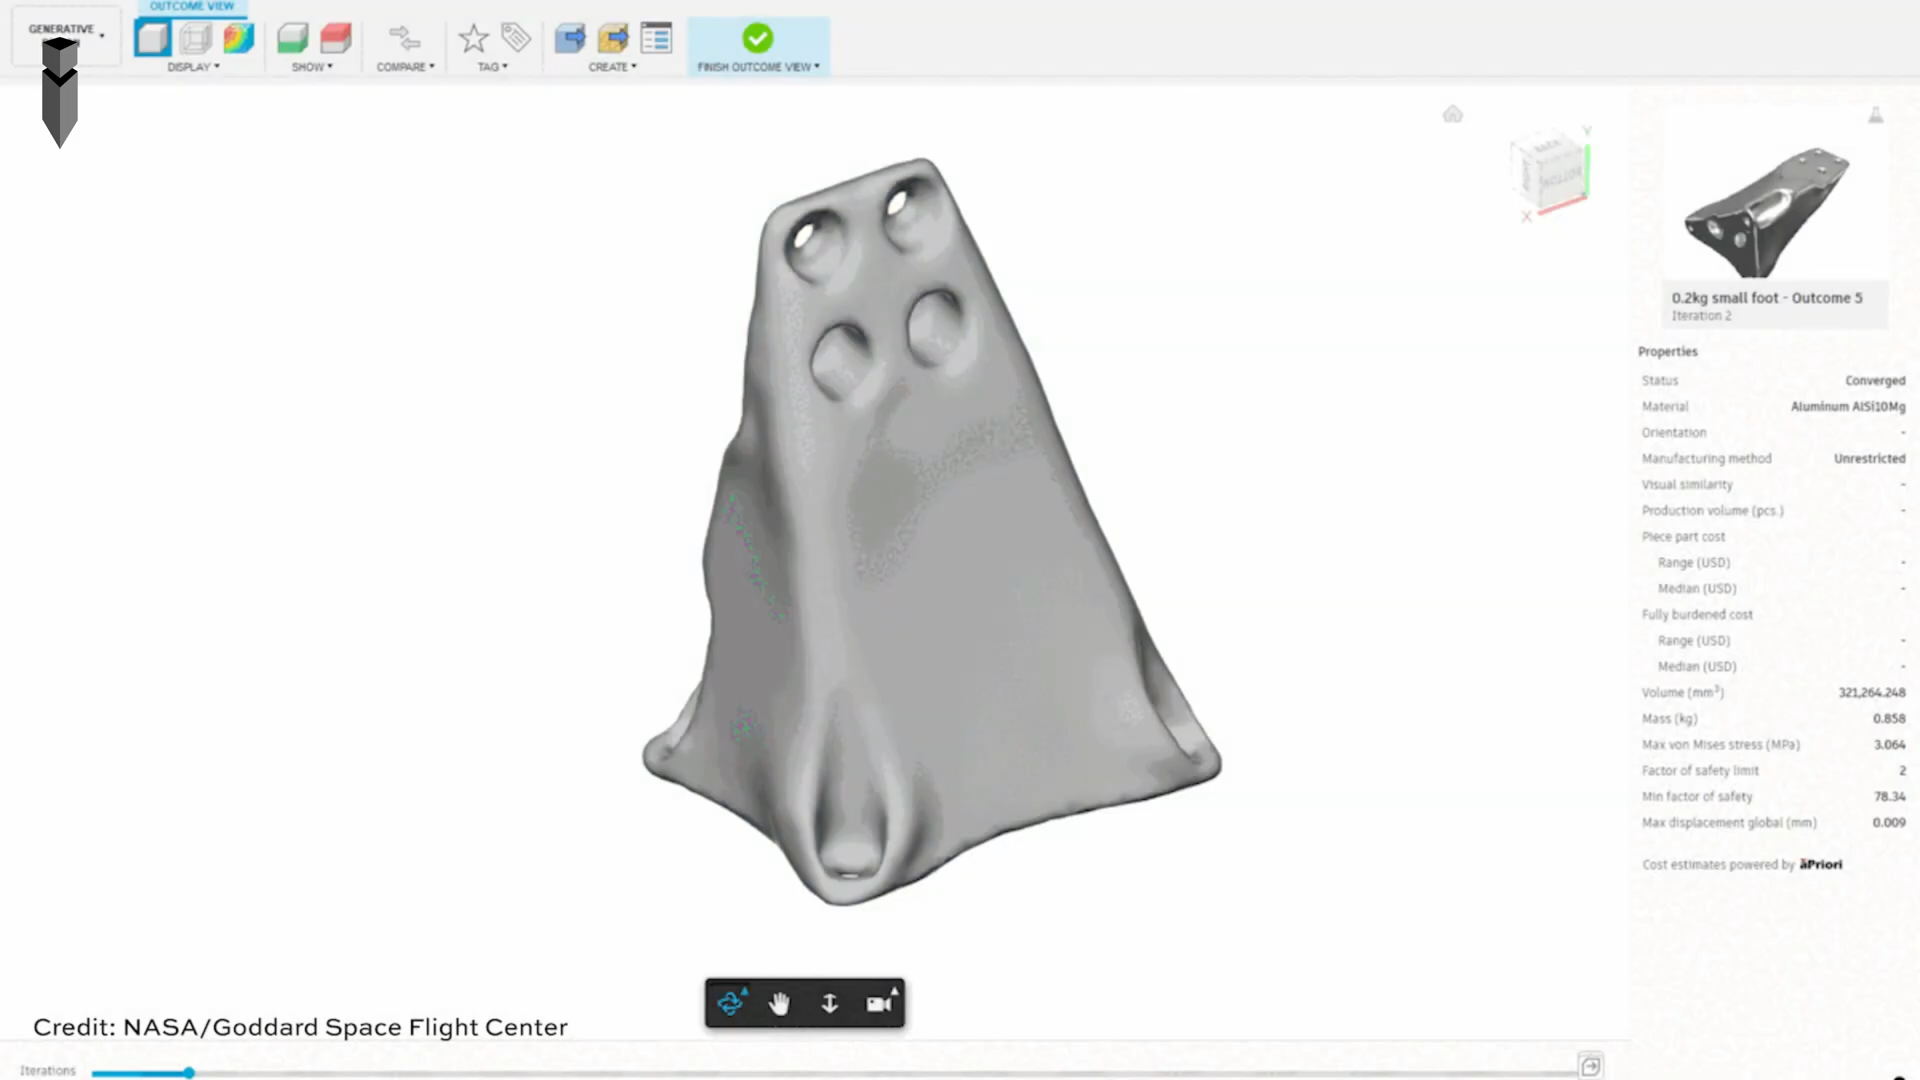 OUTCOME VIEW
GENERATIVE
DISPLAY
SHOW
COMPARE
TAG
CREATE
FINISH OUTCOME VIEW
BACK
BOTTOM
Y
X
0.2kg small foot - Outcome 5
Iteration 2
Properties
Status Converged
Material Aluminum AlSi10Mg
Orientation -
Manufacturing method Unrestricted
Visual similarity -
Production volume (pcs.) -
Piece part cost
Range (USD) -
Median (USD) -
Fully burdened cost
Range (USD) -
Median (USD) -
Volume (mm³) 321,264.248
Mass (kg) 0.858
Max von Mises stress (MPa) 3.064
Factor of safety limit 2
Min factor of safety 78.34
Max displacement global (mm) 0.009
Cost estimates powered by aPriori
Credit: NASA/Goddard Space Flight Center
Iterations